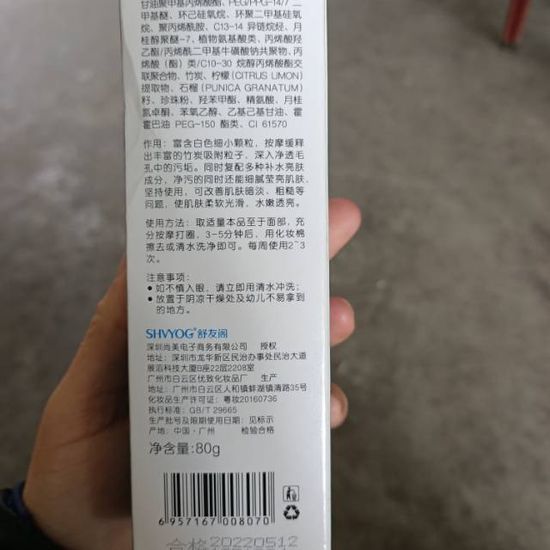 甘油聚甲基丙烯酸酯、PEG/PPG-14/7 二
甲基醚、环己硅氧烷、环聚二甲基硅氧
烷、聚丙烯酰胺、C13-14 异链烷烃、月
桂醇聚醚-7、植物氨基酸类、丙烯酸羟
乙酯/丙烯酰二甲基牛磺酸钠共聚物、丙
烯酸（酯）类/C10-30 烷醇丙烯酸酯交
联聚合物、竹炭、柠檬(CITRUS LIMON)
提取物、石榴(PUNICA GRANATUM)
籽、珍珠粉、羟苯甲酯、精氨酸、月桂
氮卓酮、苯氧乙醇、乙基己基甘油、霍
霍巴油 PEG-150 酯类、CI 61570
作用：富含白色细小颗粒，按摩缓释
出丰富的竹炭吸附粒子，深入净透毛
孔中的污垢。同时复配多种补水亮肤
成分，净污的同时还能细腻莹亮肌肤，
坚持使用，可改善肌肤暗淡、粗糙等
问题，使肌肤柔软光滑，水嫩透亮。
使用方法：取适量本品至于面部，充
分按摩打圈，3-5分钟后，用化妆棉
擦去或清水洗净即可。每周使用2~3
次。
注意事项：
● 如不慎入眼，请立即用清水冲洗；
● 放置于阴凉干燥处及幼儿不易拿到
的地方。
SHVYOG® 舒友阁
深圳尚美电子商务有限公司 授权
地址：深圳市龙华新区民治办事处民治大道
展滔科技大厦B座22层2208室
广州市白云区优致化妆品厂 生产
地址：广州市白云区人和镇蚌湖镇清路35号
化妆品生产许可证：粤妆20160736
执行标准：GB/T 29665
生产批号及限期使用日期：见标示
产地：中国·广州 检验合格
净含量:80g
6 957167 008070
合格 20220512